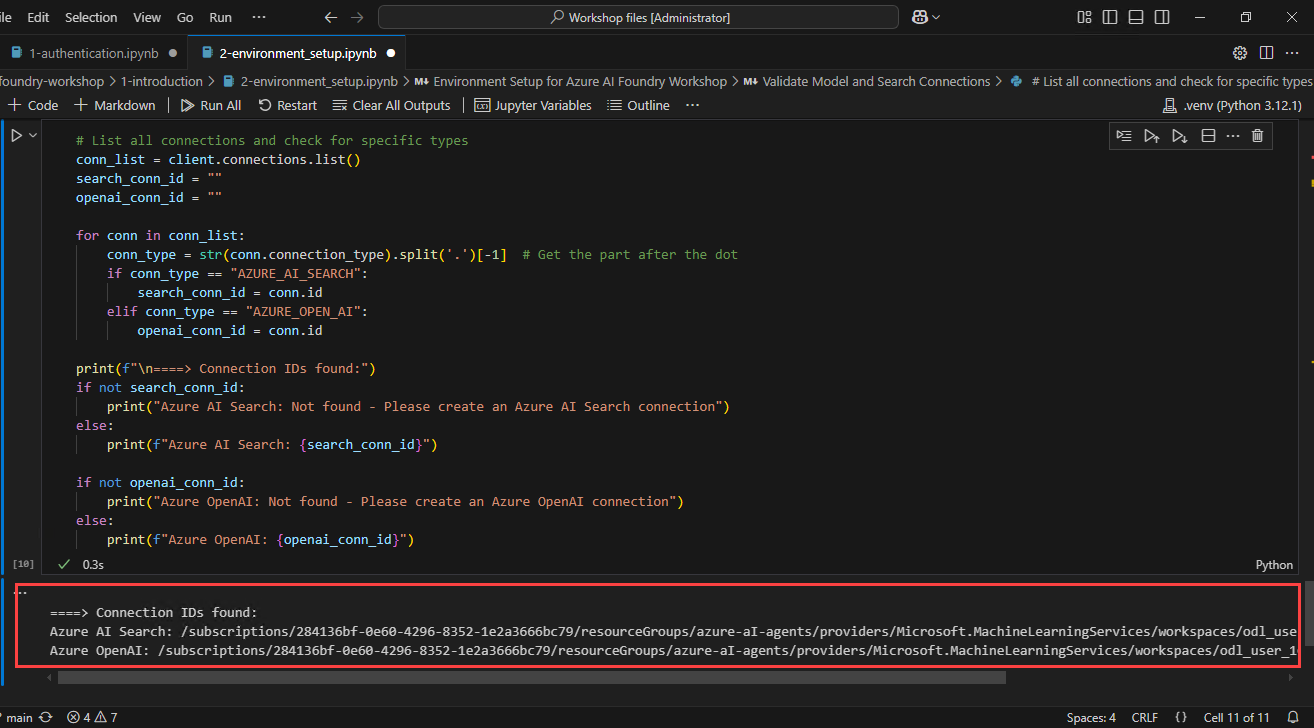 ile Edit Selection View Go Run ··· Workshop files [Administrator]
1-authentication.ipynb 2-environment_setup.ipynb
foundry-workshop > 1-introduction > 2-environment_setup.ipynb > M↓ Environment Setup for Azure AI Foundry Workshop > M↓ Validate Model and Search Connections > # List all connections and check for specific types
+ Code + Markdown Run All Restart Clear All Outputs Jupyter Variables Outline ··· .venv (Python 3.12.1)
# List all connections and check for specific types
conn_list = client.connections.list()
search_conn_id = ""
openai_conn_id = ""
for conn in conn_list:
conn_type = str(conn.connection_type).split('.')[-1]  # Get the part after the dot
if conn_type == "AZURE_AI_SEARCH":
search_conn_id = conn.id
elif conn_type == "AZURE_OPEN_AI":
openai_conn_id = conn.id
print(f"\n====> Connection IDs found:")
if not search_conn_id:
print("Azure AI Search: Not found - Please create an Azure AI Search connection")
else:
print(f"Azure AI Search: {search_conn_id}")
if not openai_conn_id:
print("Azure OpenAI: Not found - Please create an Azure OpenAI connection")
else:
print(f"Azure OpenAI: {openai_conn_id}")
[10] ✓ 0.3s Python
···
====> Connection IDs found:
Azure AI Search: /subscriptions/284136bf-0e60-4296-8352-1e2a3666bc79/resourceGroups/azure-aI-agents/providers/Microsoft.MachineLearningServices/workspaces/odl_use
Azure OpenAI: /subscriptions/284136bf-0e60-4296-8352-1e2a3666bc79/resourceGroups/azure-aI-agents/providers/Microsoft.MachineLearningServices/workspaces/odl_user_1
main 4 7 Spaces: 4 CRLF {} Cell 11 of 11